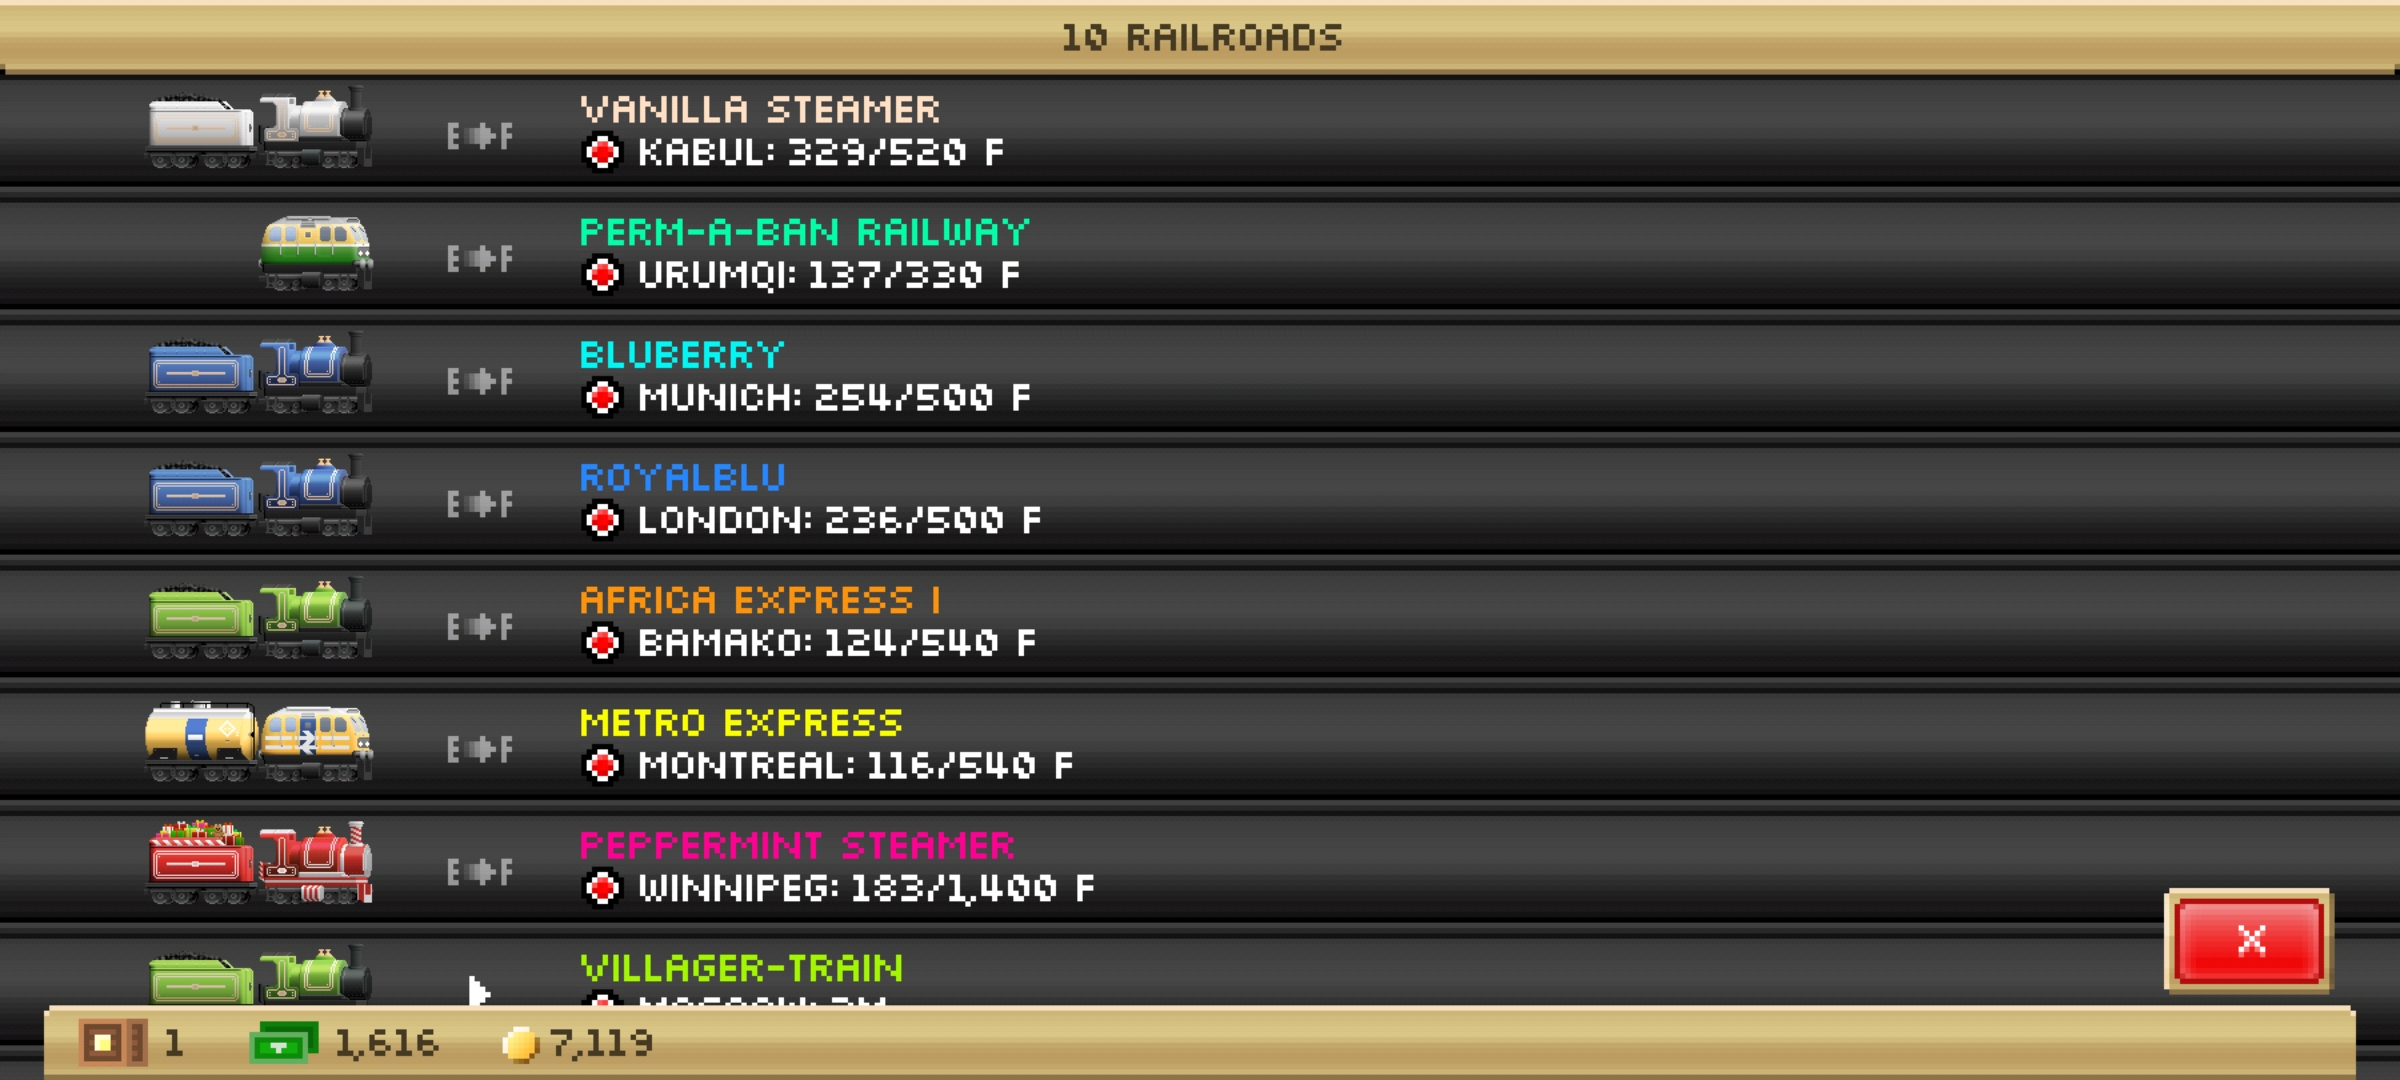 10 RAILROADS
VANILLA STEAMER
E F
KABUL: 329/520 F
PERM-A-BAN RAILWAY
E F
URUMQI: 137/330 F
BLUBERRY
E F
MUNICH: 254/500 F
ROYALBLU
E F
LONDON: 236/500 F
AFRICA EXPRESS I
E F
BAMAKO: 124/540 F
METRO EXPRESS
E F
MONTREAL: 116/540 F
PEPPERMINT STEAMER
E F
WINNIPEG: 183/1,400 F
X
VILLAGER-TRAIN
1 1,616 7,119